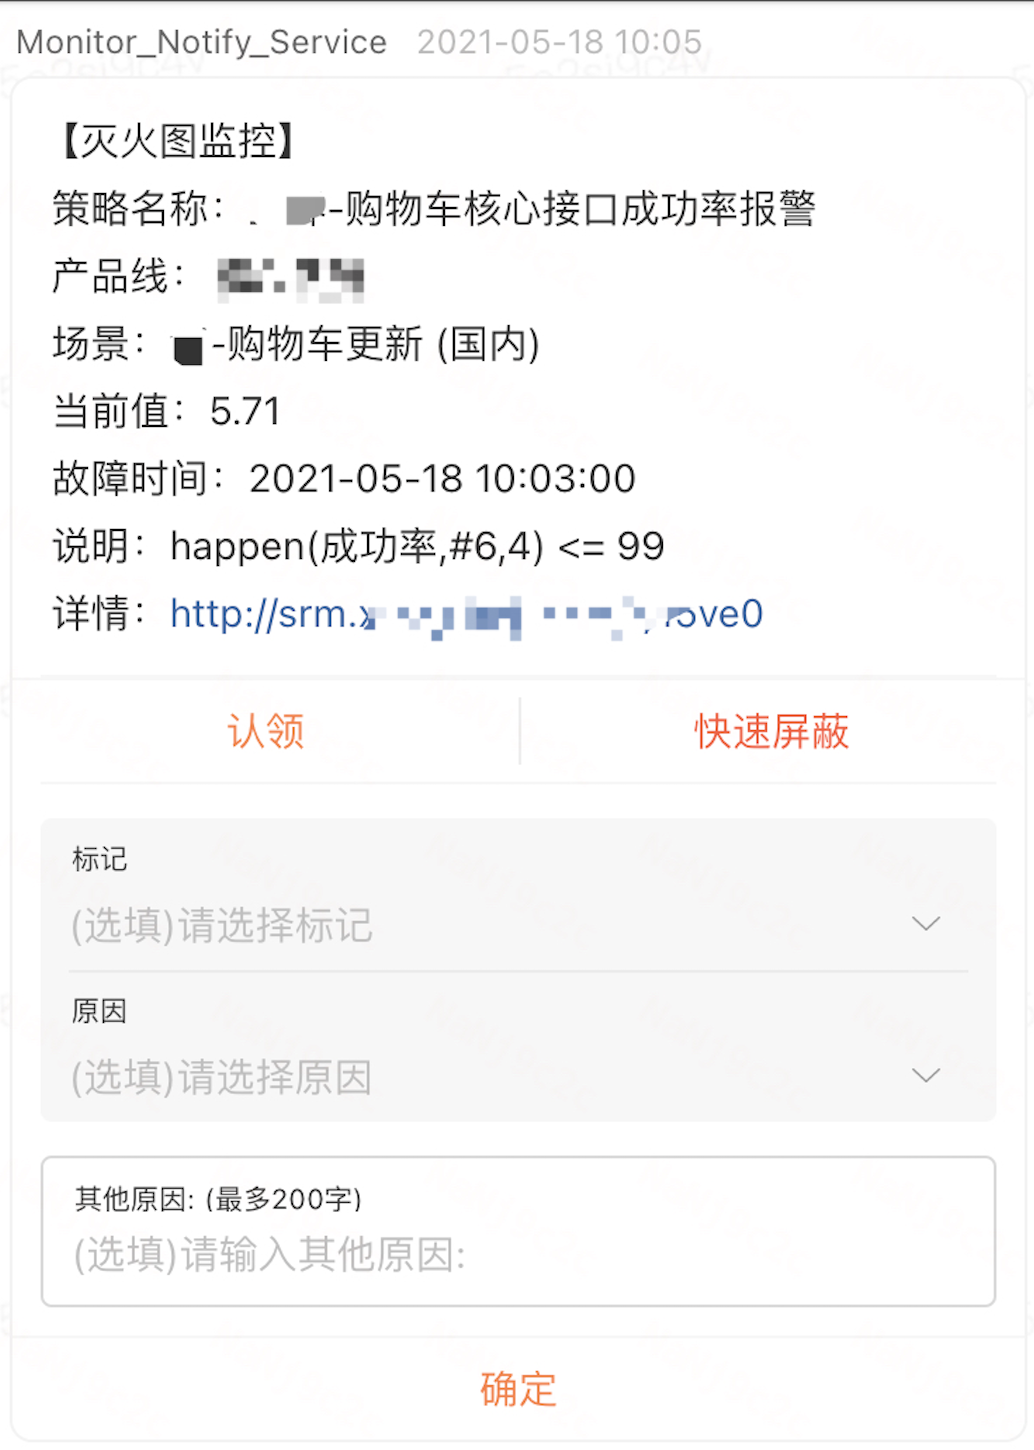 Monitor_Notify_Service 2021-05-18 10:05
【灭火图监控】
策略名称： -购物车核心接口成功率报警
产品线：
场景： -购物车更新 (国内)
当前值：5.71
故障时间：2021-05-18 10:03:00
说明：happen(成功率,#6,4) <= 99
详情：http://srm.
认领 快速屏蔽
标记
(选填)请选择标记
原因
(选填)请选择原因
其他原因: (最多200字)
(选填)请输入其他原因:
确定